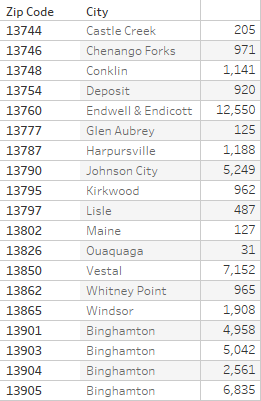 Zip Code City
13744 Castle Creek 205
13746 Chenango Forks 971
13748 Conklin 1,141
13754 Deposit 920
13760 Endwell & Endicott 12,550
13777 Glen Aubrey 125
13787 Harpursville 1,188
13790 Johnson City 5,249
13795 Kirkwood 962
13797 Lisle 487
13802 Maine 127
13826 Ouaquaga 31
13850 Vestal 7,152
13862 Whitney Point 965
13865 Windsor 1,908
13901 Binghamton 4,958
13903 Binghamton 5,042
13904 Binghamton 2,561
13905 Binghamton 6,835